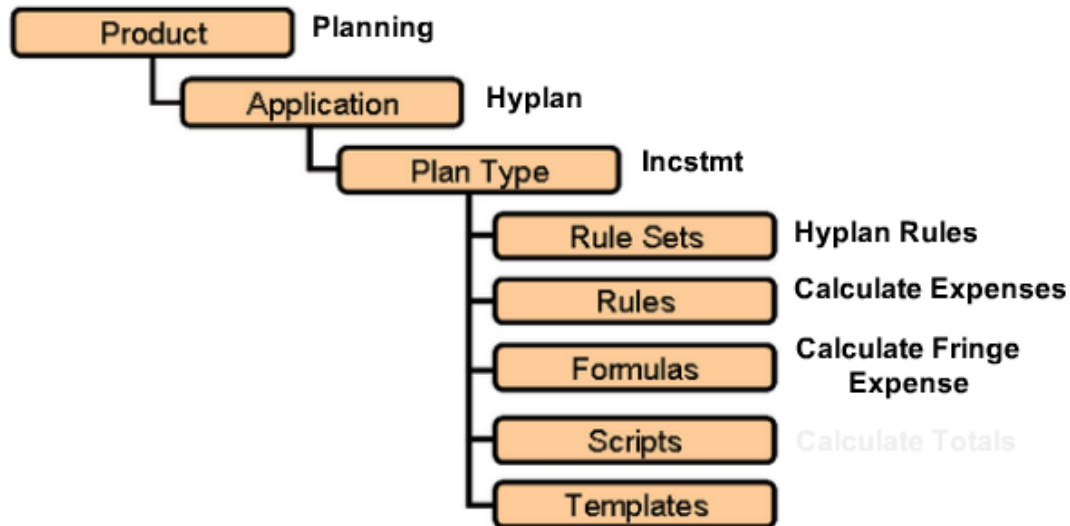 Product Planning
Application Hyplan
Plan Type Incstmt
Rule Sets Hyplan Rules
Rules Calculate Expenses
Formulas Calculate Fringe
Expense
Scripts Calculate Totals
Templates